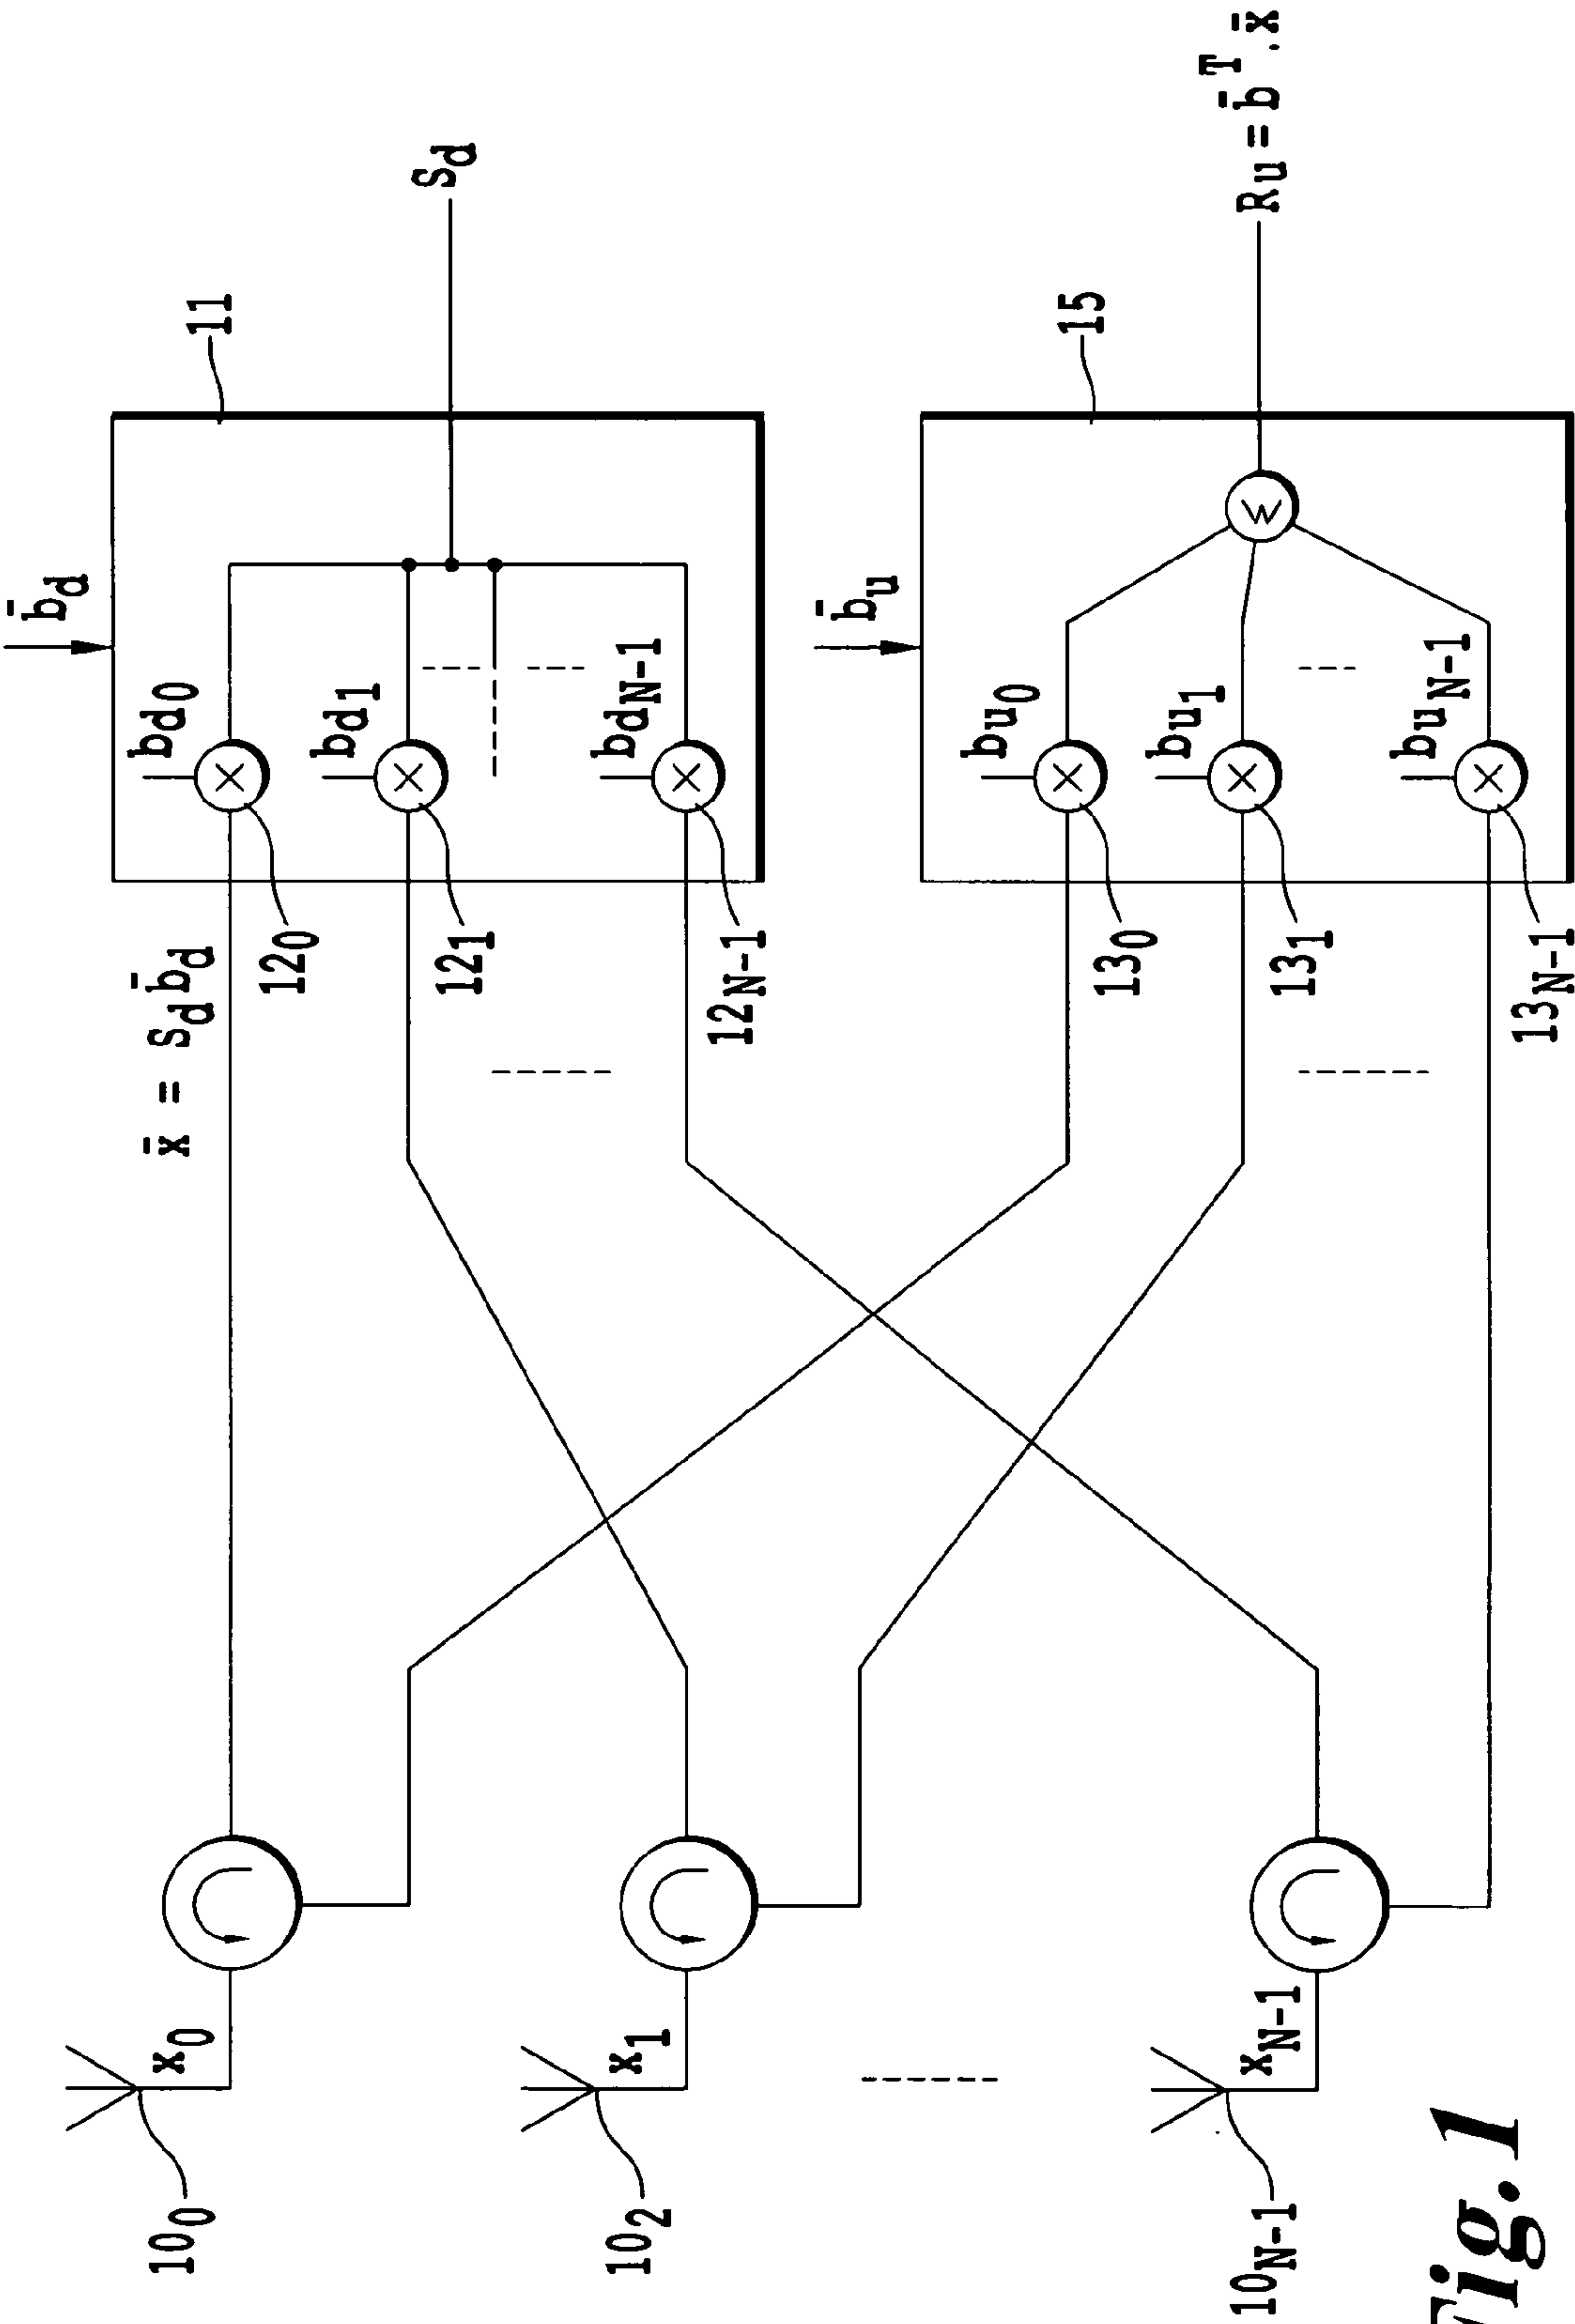 b̄d
11
bd0
bd1
bdN-1
Sd
x̄ = Sd b̄d
120
121
12N-1
b̄u
15
bu0
bu1
buN-1
Ru = b̄T . x̄
130
131
13N-1
x0
100
x1
102
xN-1
10N-1
Fig. 1